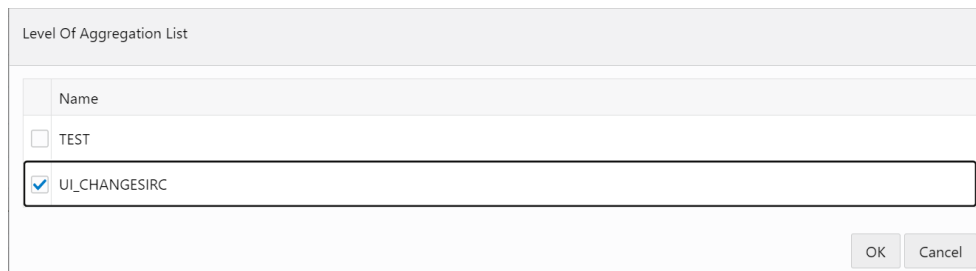 Level Of Aggregation List
Name
TEST
UI_CHANGESIRC
OK Cancel